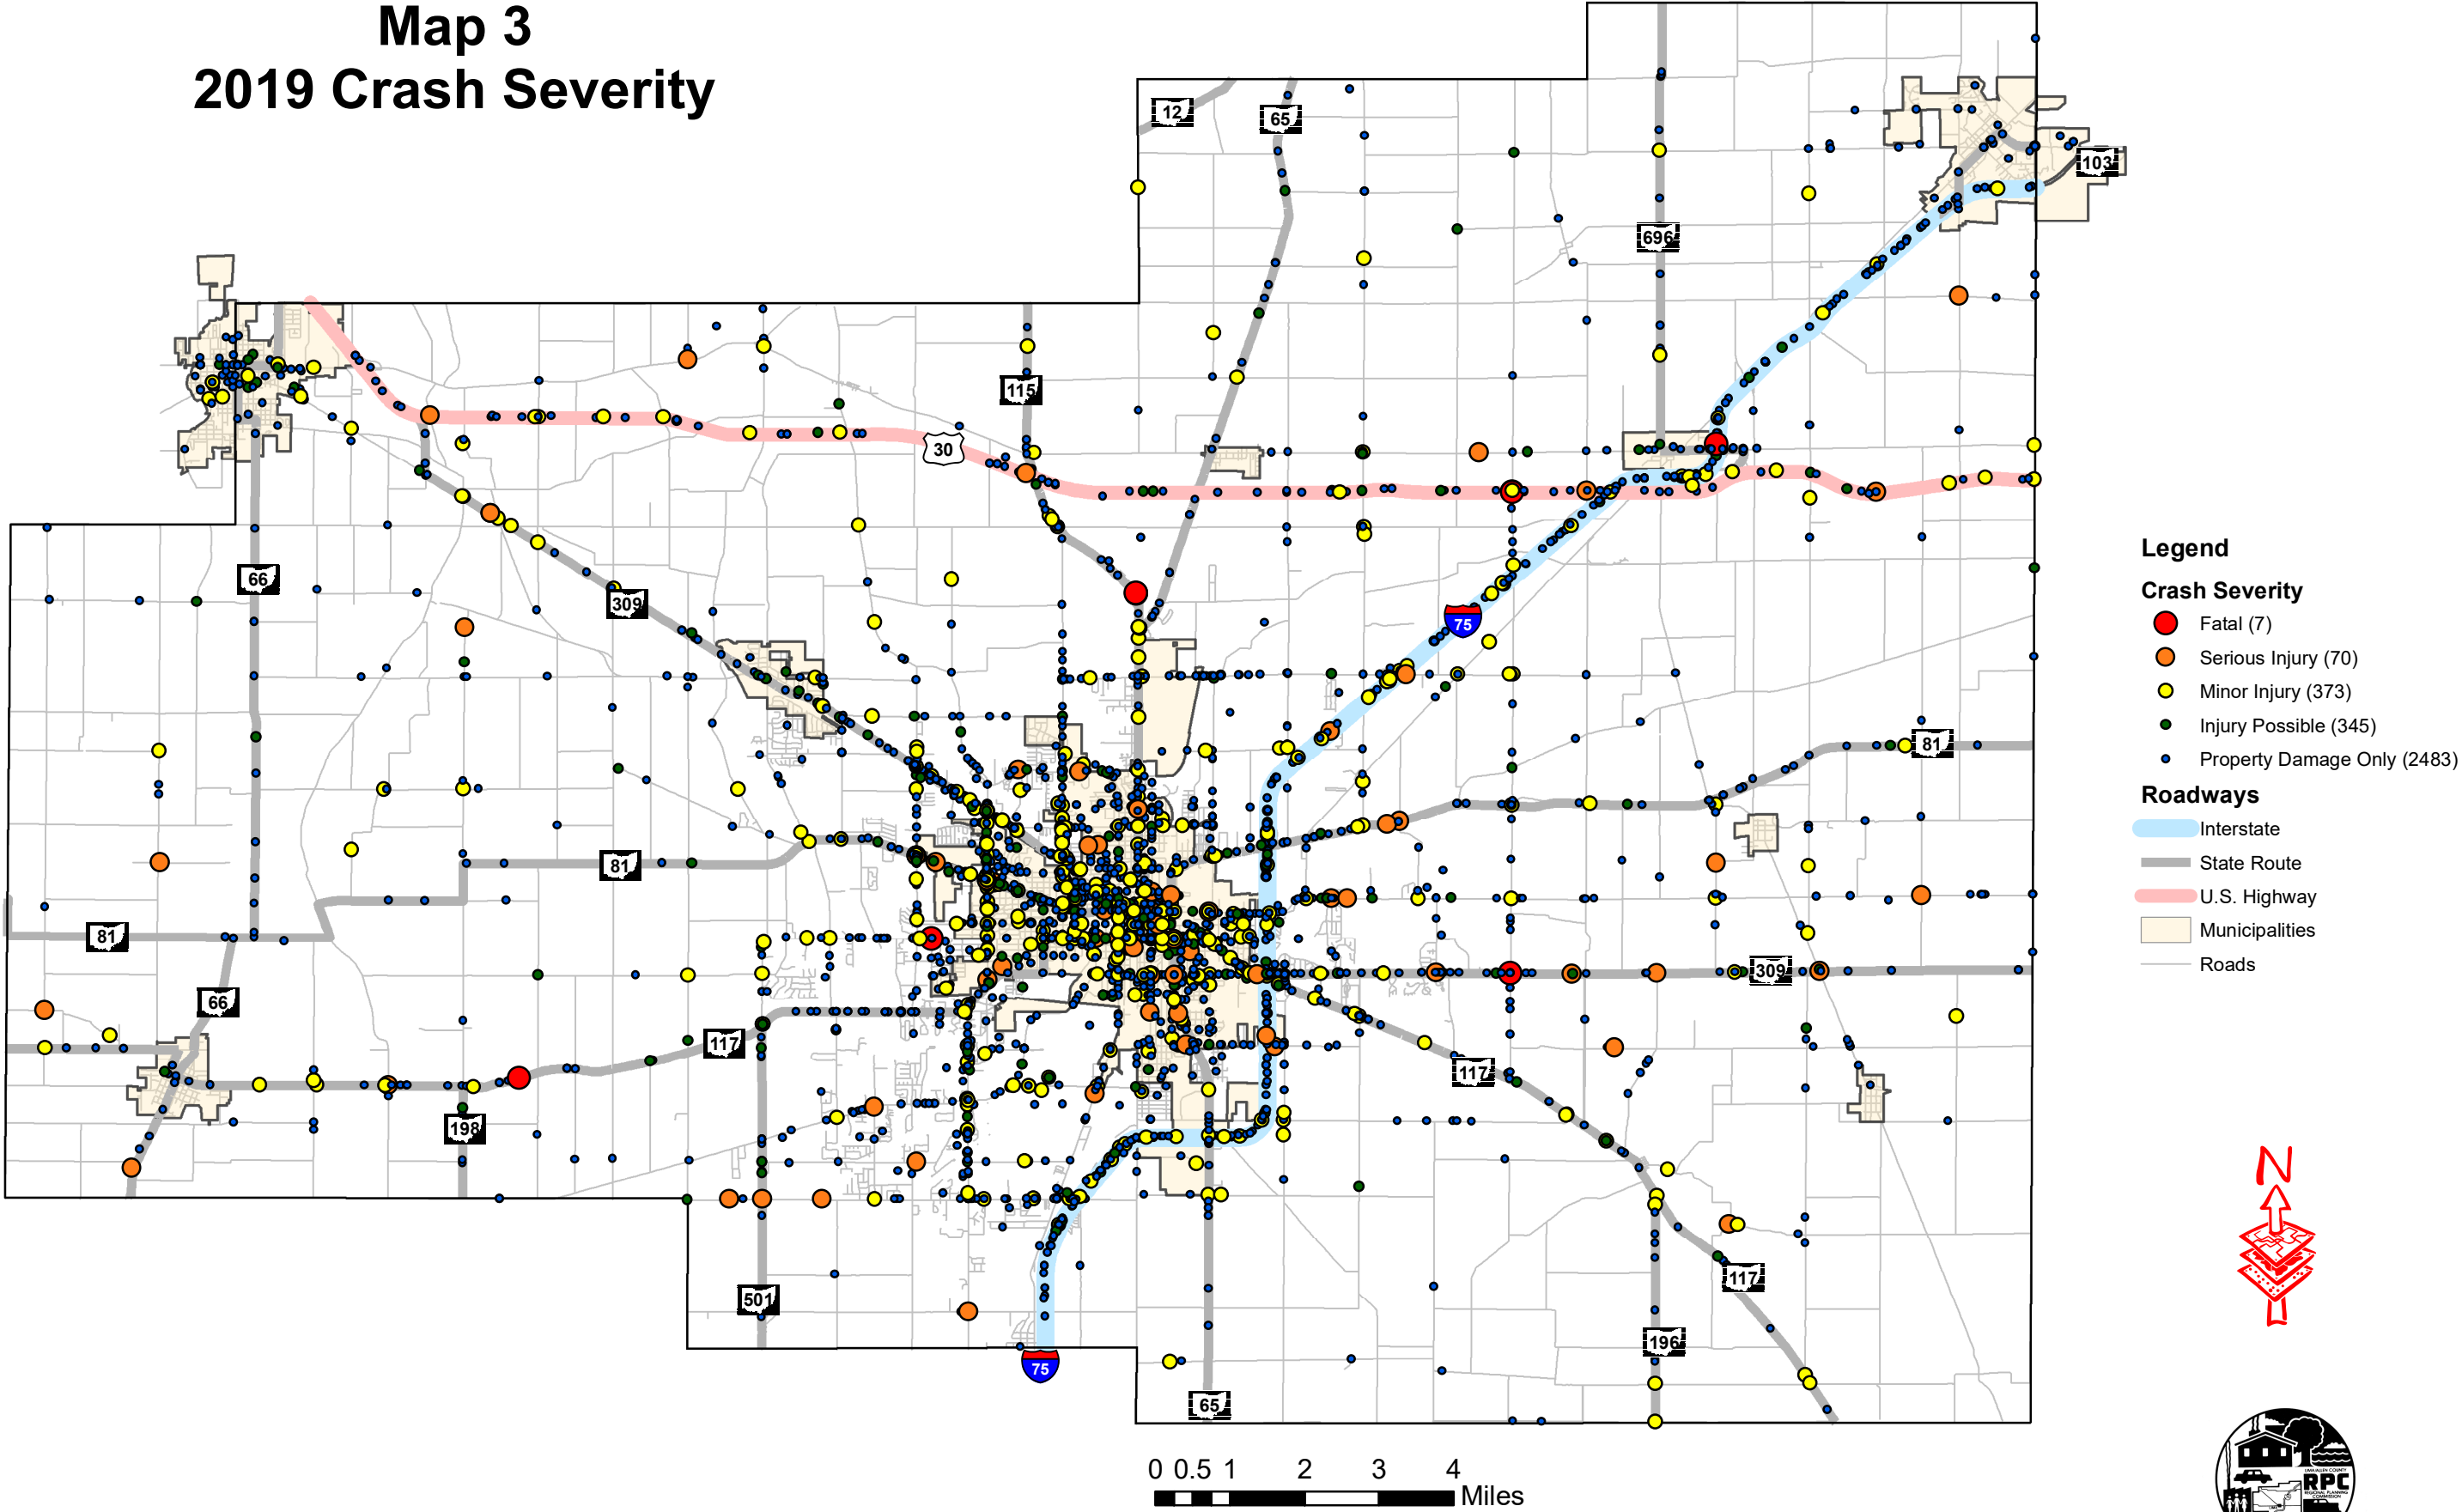 Map 3
2019 Crash Severity
12
65
103
696
115
30
66
309
75
81
81
81
66
309
117
117
198
117
501
196
75
65
Legend
Crash Severity
Fatal (7)
Serious Injury (70)
Minor Injury (373)
Injury Possible (345)
Property Damage Only (2483)
Roadways
Interstate
State Route
U.S. Highway
Municipalities
Roads
N
0 0.5 1 2 3 4
Miles
RPC